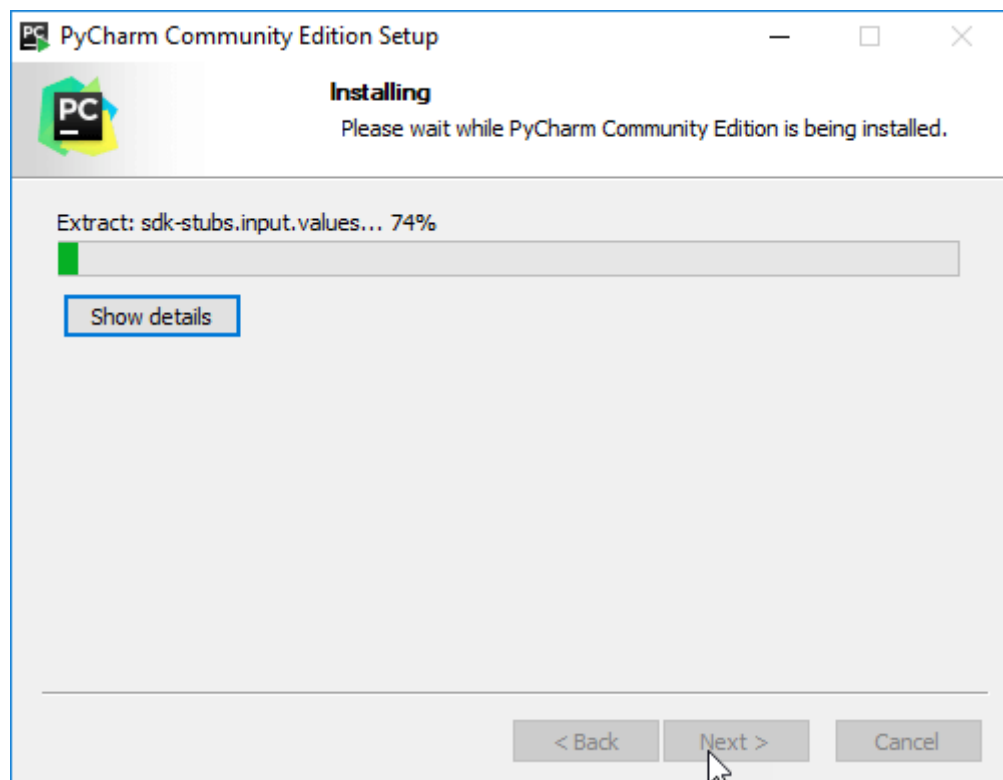 PC PyCharm Community Edition Setup
PC
Installing
Please wait while PyCharm Community Edition is being installed.
Extract: sdk-stubs.input.values... 74%
Show details
< Back Next > Cancel